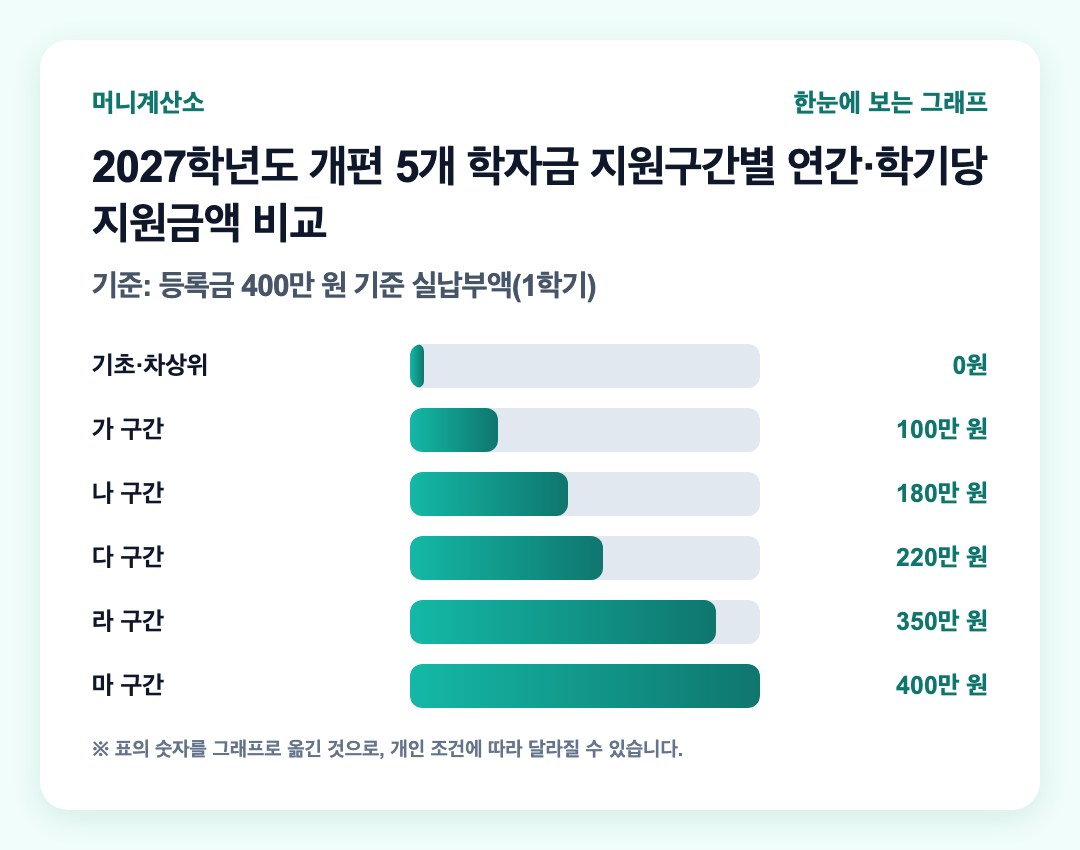 머니계산소
한눈에 보는 그래프
2027학년도 개편 5개 학자금 지원구간별 연간·학기당
지원금액 비교
기준: 등록금 400만 원 기준 실납부액(1학기)
기초·차상위 0원
가 구간 100만 원
나 구간 180만 원
다 구간 220만 원
라 구간 350만 원
마 구간 400만 원
※ 표의 숫자를 그래프로 옮긴 것으로, 개인 조건에 따라 달라질 수 있습니다.